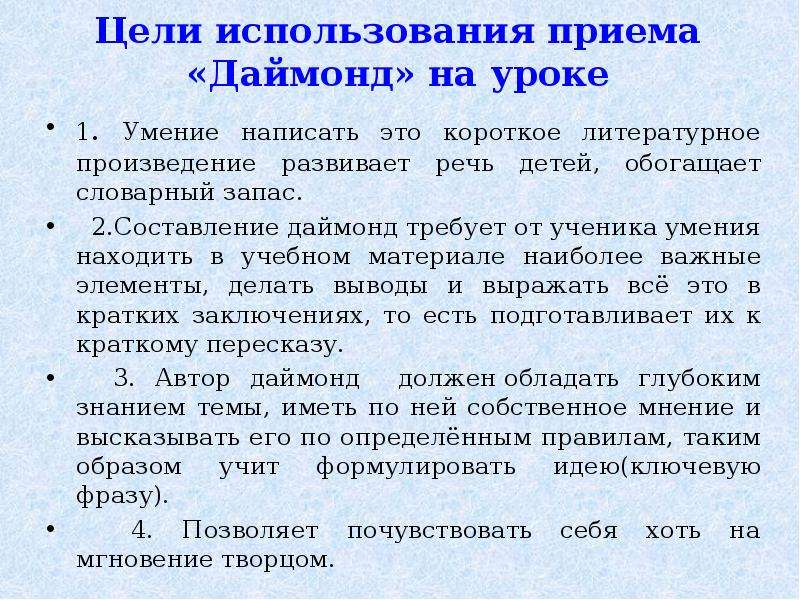 Цели использования приема
«Даймонд» на уроке
• 1. Умение написать это короткое литературное
произведение развивает речь детей, обогащает
словарный запас.
• 2.Составление даймонд требует от ученика умения
находить в учебном материале наиболее важные
элементы, делать выводы и выражать всё это в
кратких заключениях, то есть подготавливает их к
краткому пересказу.
• 3. Автор даймонд должен обладать глубоким
знанием темы, иметь по ней собственное мнение и
высказывать его по определённым правилам, таким
образом учит формулировать идею(ключевую
фразу).
• 4. Позволяет почувствовать себя хоть на
мгновение творцом.